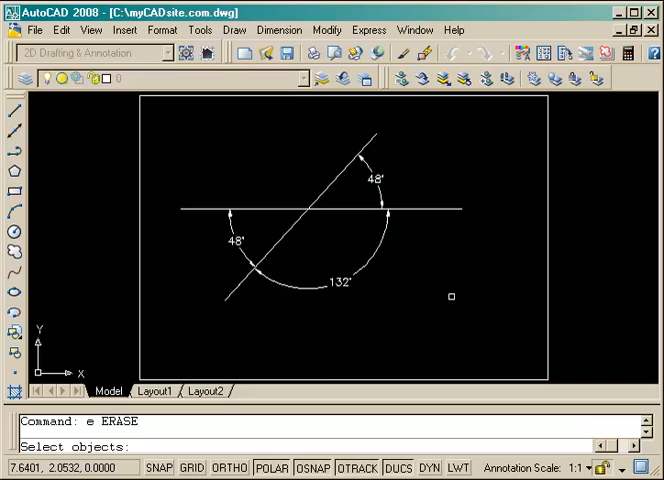 AutoCAD 2008 - [C:\myCADsite.com.dwg]
File Edit View Insert Format Tools Draw Dimension Modify Express Window Help
2D Drafting & Annotation
0
48°
48°
132°
Y
X
Model Layout1 Layout2
Command: e ERASE
Select objects:
7.6401, 2.0532, 0.0000 SNAP GRID ORTHO POLAR OSNAP OTRACK DUCS DYN LWT Annotation Scale: 1:1